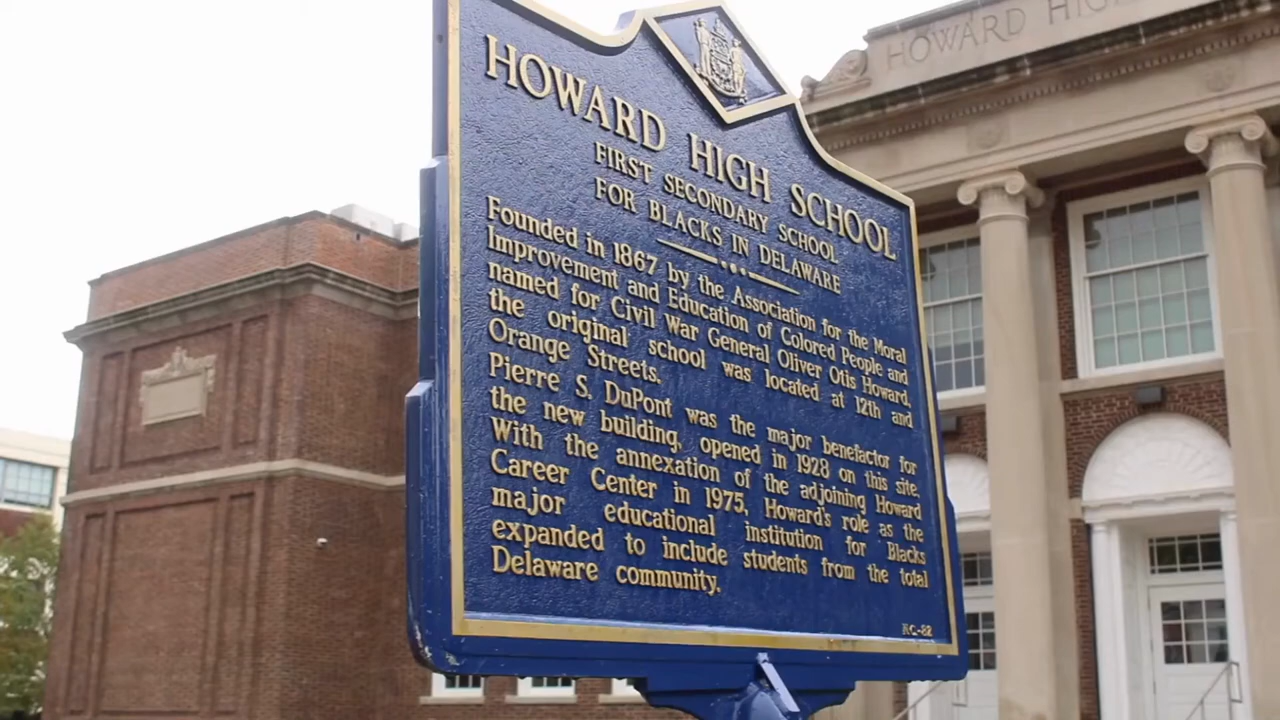 HOWARD HIGH
HOWARD HIGH SCHOOL
FIRST SECONDARY SCHOOL
FOR BLACKS IN DELAWARE
Founded in 1867 by the Association for the Moral
Improvement and Education of Colored People and
named for Civil War General Oliver Otis Howard,
the original school was located at 12th and
Orange Streets.
Pierre S. DuPont was the major benefactor for
the new building, opened in 1928 on this site.
With the annexation of the adjoining Howard
Career Center in 1975, Howard's role as the
major educational institution for Blacks
expanded to include students from the total
Delaware community.
NC-82